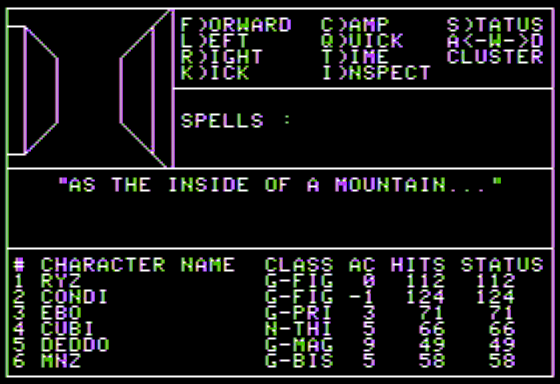 F)ORWARD C)AMP S)TATUS
L)EFT Q)UICK A<-W->D
R)IGHT T)IME CLUSTER
K)ICK I)NSPECT
SPELLS :
"AS THE INSIDE OF A MOUNTAIN..."
# CHARACTER NAME CLASS AC HITS STATUS
1 RYZ G-FIG 0 112 112
2 CONDI G-FIG -1 124 124
3 EBO G-PRI 3 71 71
4 CUBI N-THI 5 66 66
5 DEDDO G-MAG 9 49 49
6 MNZ G-BIS 5 58 58